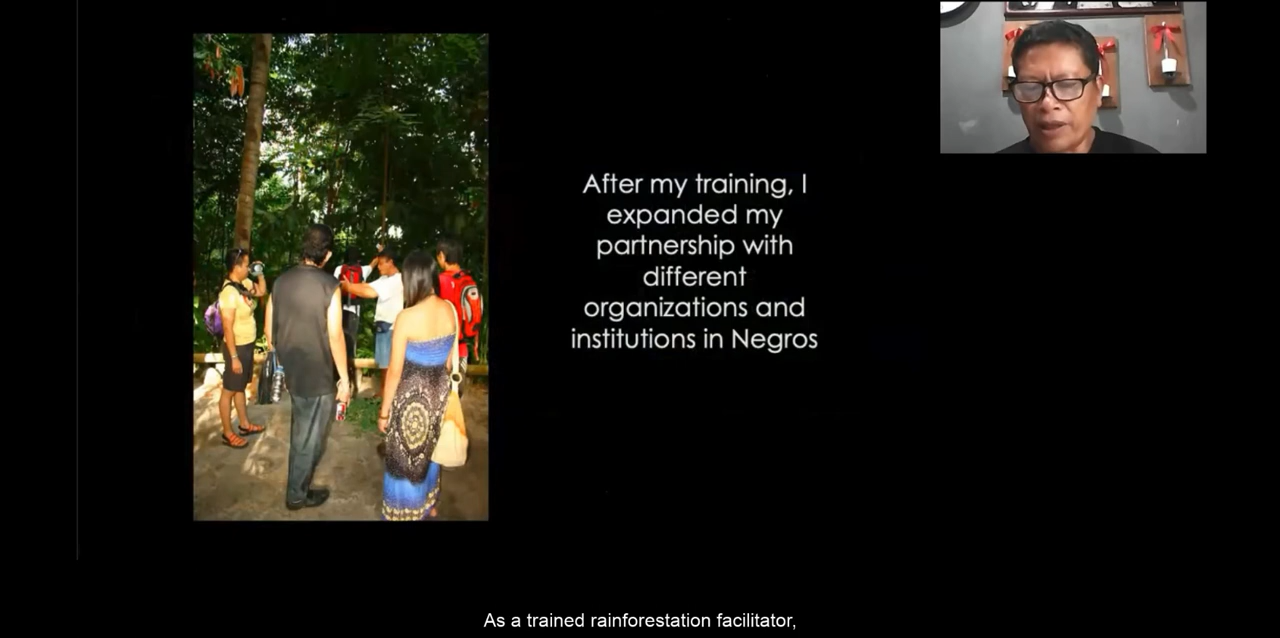 After my training, I
expanded my
partnership with
different
organizations and
institutions in Negros
As a trained rainforestation facilitator,